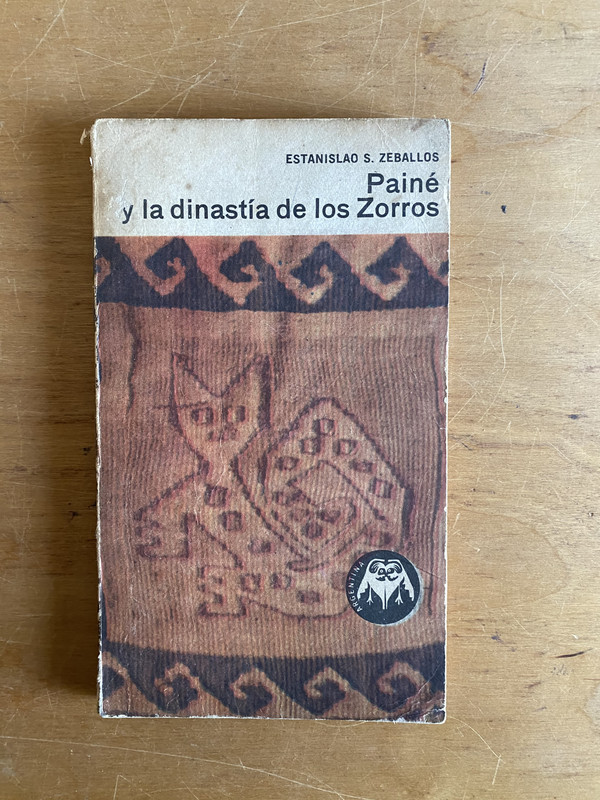 ESTANISLAO S. ZEBALLOS
Painé
y la dinastía de los Zorros
ARGENTINA